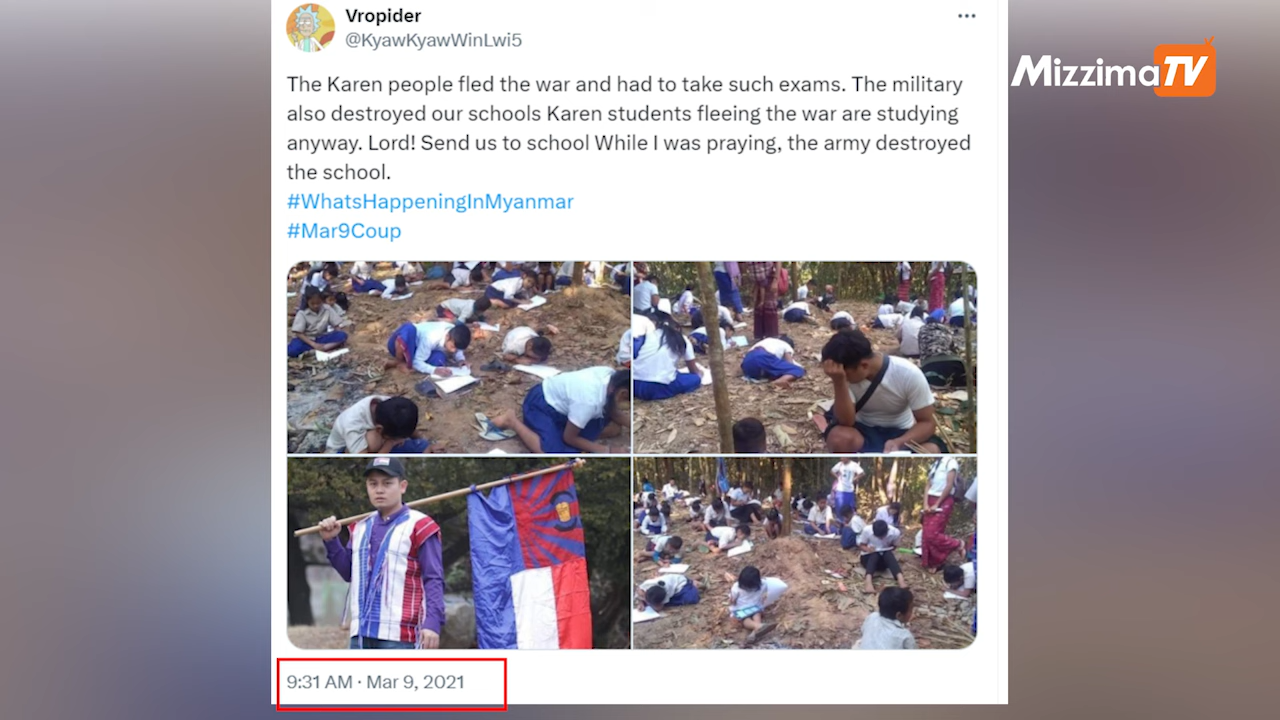 Vropider
@KyawKyawWinLwi5
MizzimaTV
The Karen people fled the war and had to take such exams. The military
also destroyed our schools Karen students fleeing the war are studying
anyway. Lord! Send us to school While I was praying, the army destroyed
the school.
#WhatsHappeningInMyanmar
#Mar9Coup
9:31 AM · Mar 9, 2021